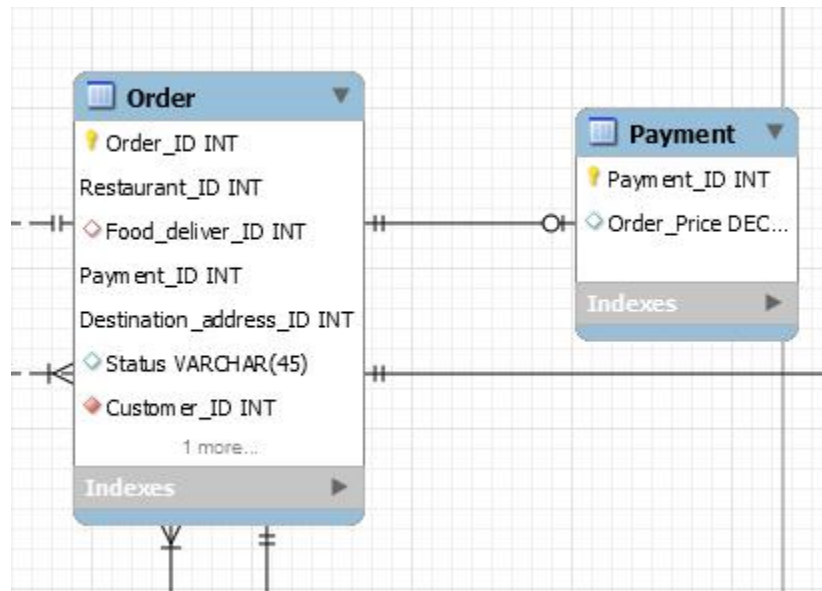 Order
Order_ID INT
Restaurant_ID INT
Food_deliver_ID INT
Payment_ID INT
Destination_address_ID INT
Status VARCHAR(45)
Customer_ID INT
1 more...
Indexes
Payment
Payment_ID INT
Order_Price DEC...
Indexes